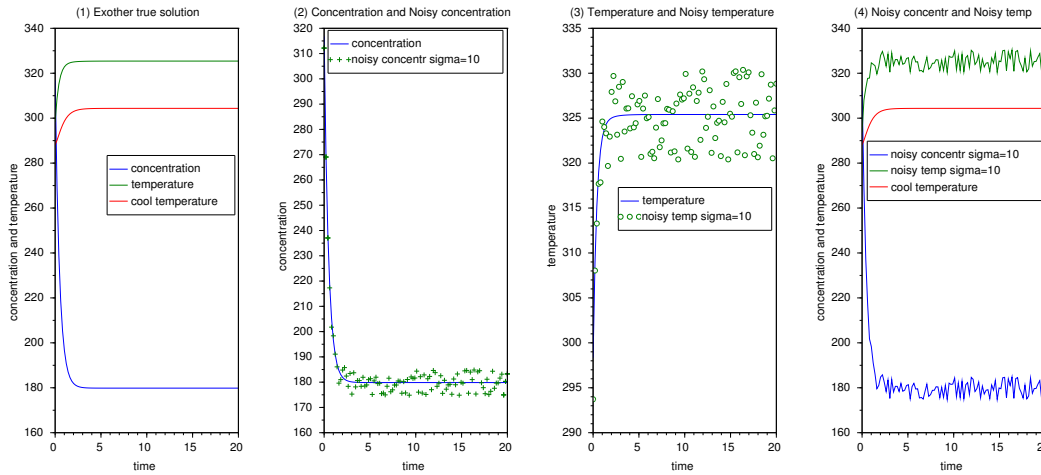 (1) Exother true solution
340
320
300
280
260
240
220
200
180
160
concentration and temperature
concentration
temperature
cool temperature
0 5 10 15 20
time
(2) Concentration and Noisy concentration
320
310
300
290
280
270
260
250
240
230
220
210
200
190
180
170
160
concentration
concentration
noisy concentr sigma=10
0 5 10 15 20
time
(3) Temperature and Noisy temperature
335
330
325
320
315
310
305
300
295
290
temperature
temperature
noisy temp sigma=10
0 5 10 15 20
time
(4) Noisy concentr and Noisy temp
340
320
300
280
260
240
220
200
180
160
concentration and temperature
noisy concentr sigma=10
noisy temp sigma=10
cool temperature
0 5 10 15 20
time